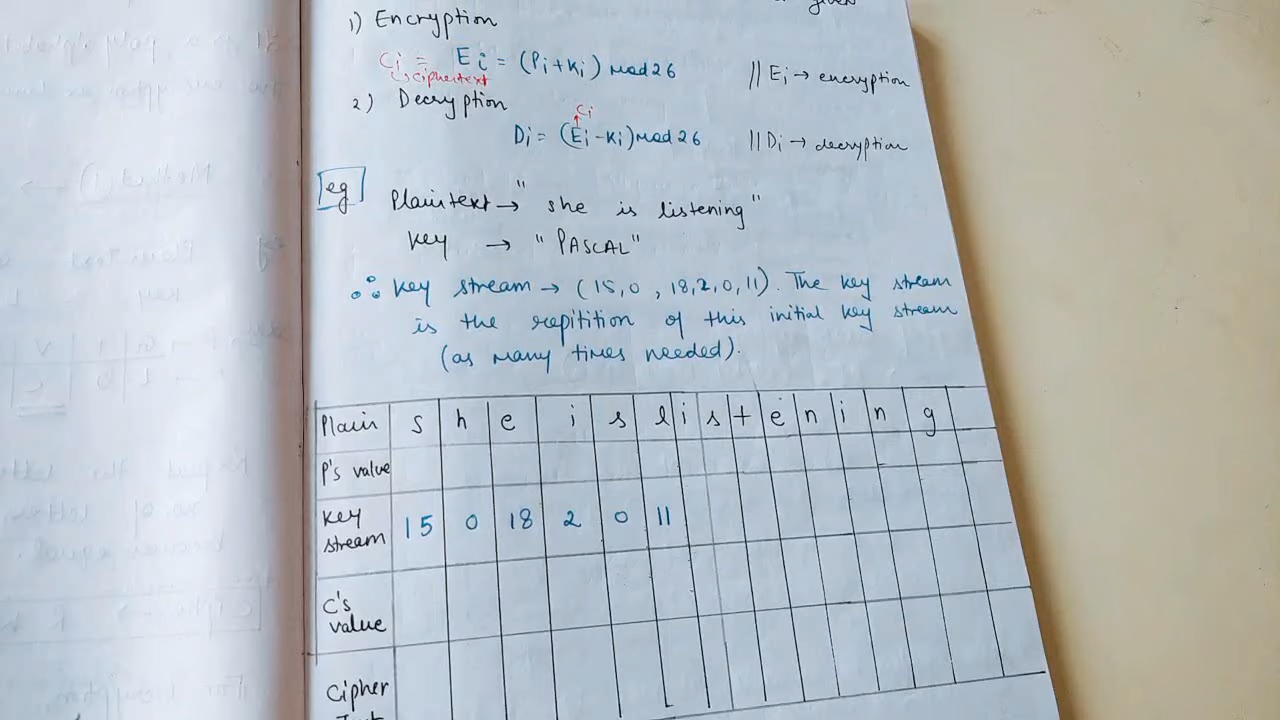 given
1) Encryption
Ci = Ei = (Pi + Ki) mod 26 // Ei → encryption
↳ ciphertext
2) Decryption
Ci
Di = (Ei - Ki) mod 26 // Di → decryption
eg
Plaintext → "she is listening"
Key → "PASCAL"
∴ Key stream → (15,0, 18,2,0,11). The key stream
is the repitition of this initial key stream
(as many times needed).
Plain s h e i s l i s t e n i n g
P's value
Key stream 15 0 18 2 0 11
C's value
Cipher